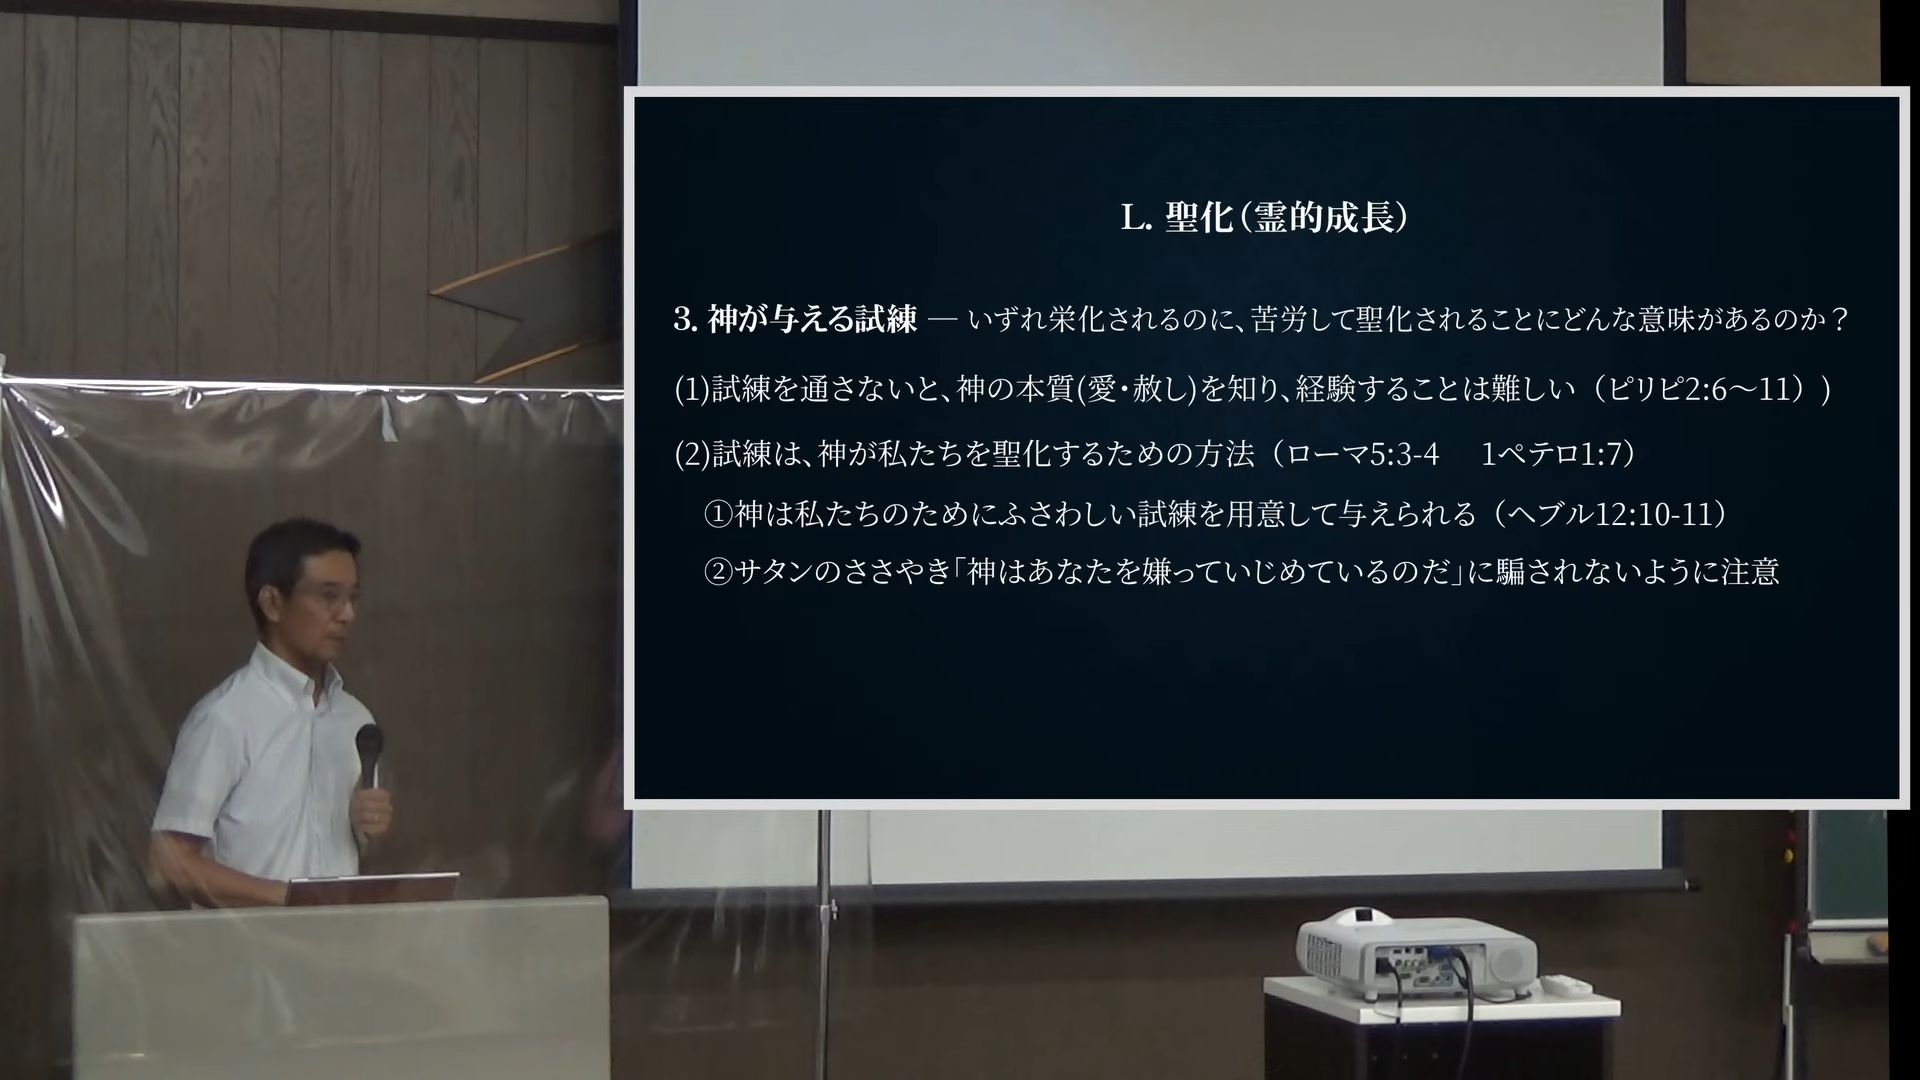 L. 聖化（霊的成長）
3. 神が与える試練 ― いずれ栄化されるのに、苦労して聖化されることにどんな意味があるのか？
(1)試練を通さないと、神の本質(愛・赦し)を知り、経験することは難しい（ピリピ2:6〜11）)
(2)試練は、神が私たちを聖化するための方法（ローマ5:3-4　1ペテロ1:7）
①神は私たちのためにふさわしい試練を用意して与えられる（ヘブル12:10-11）
②サタンのささやき「神はあなたを嫌っていじめているのだ」に騙されないように注意